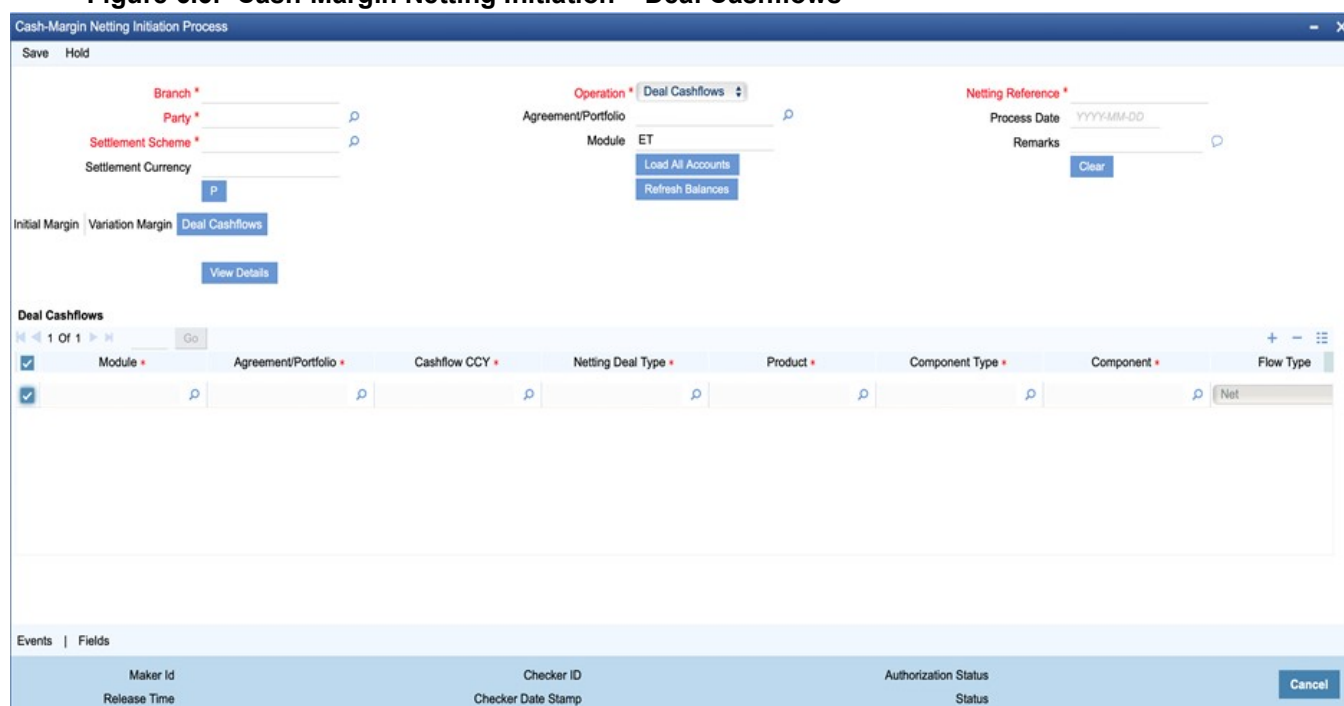 Cash-Margin Netting Initiation – Deal Cashflows
Cash-Margin Netting Initiation Process
Save Hold
Branch * Operation * Deal Cashflows Netting Reference *
Party * Agreement/Portfolio Process Date YYYY-MM-DD
Settlement Scheme * Module ET Remarks
Settlement Currency Load All Accounts Clear
P Refresh Balances
Initial Margin Variation Margin Deal Cashflows
View Details
Deal Cashflows
1 Of 1 Go
Module * Agreement/Portfolio * Cashflow CCY * Netting Deal Type * Product * Component Type * Component * Flow Type
Net
Events | Fields
Maker Id Checker ID Authorization Status
Cancel
Release Time Checker Date Stamp Status